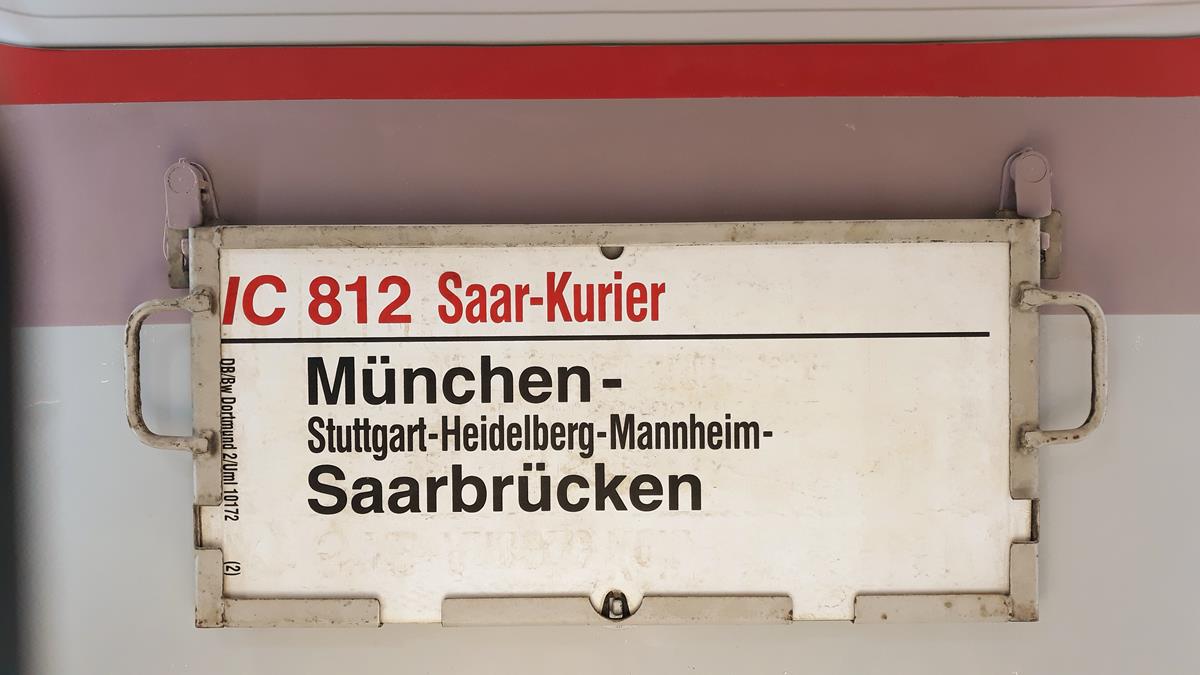 IC 812 Saar-Kurier
München-
Stuttgart-Heidelberg-Mannheim-
Saarbrücken
DB/Bw Dortmund 2/Uml 10172 (2)